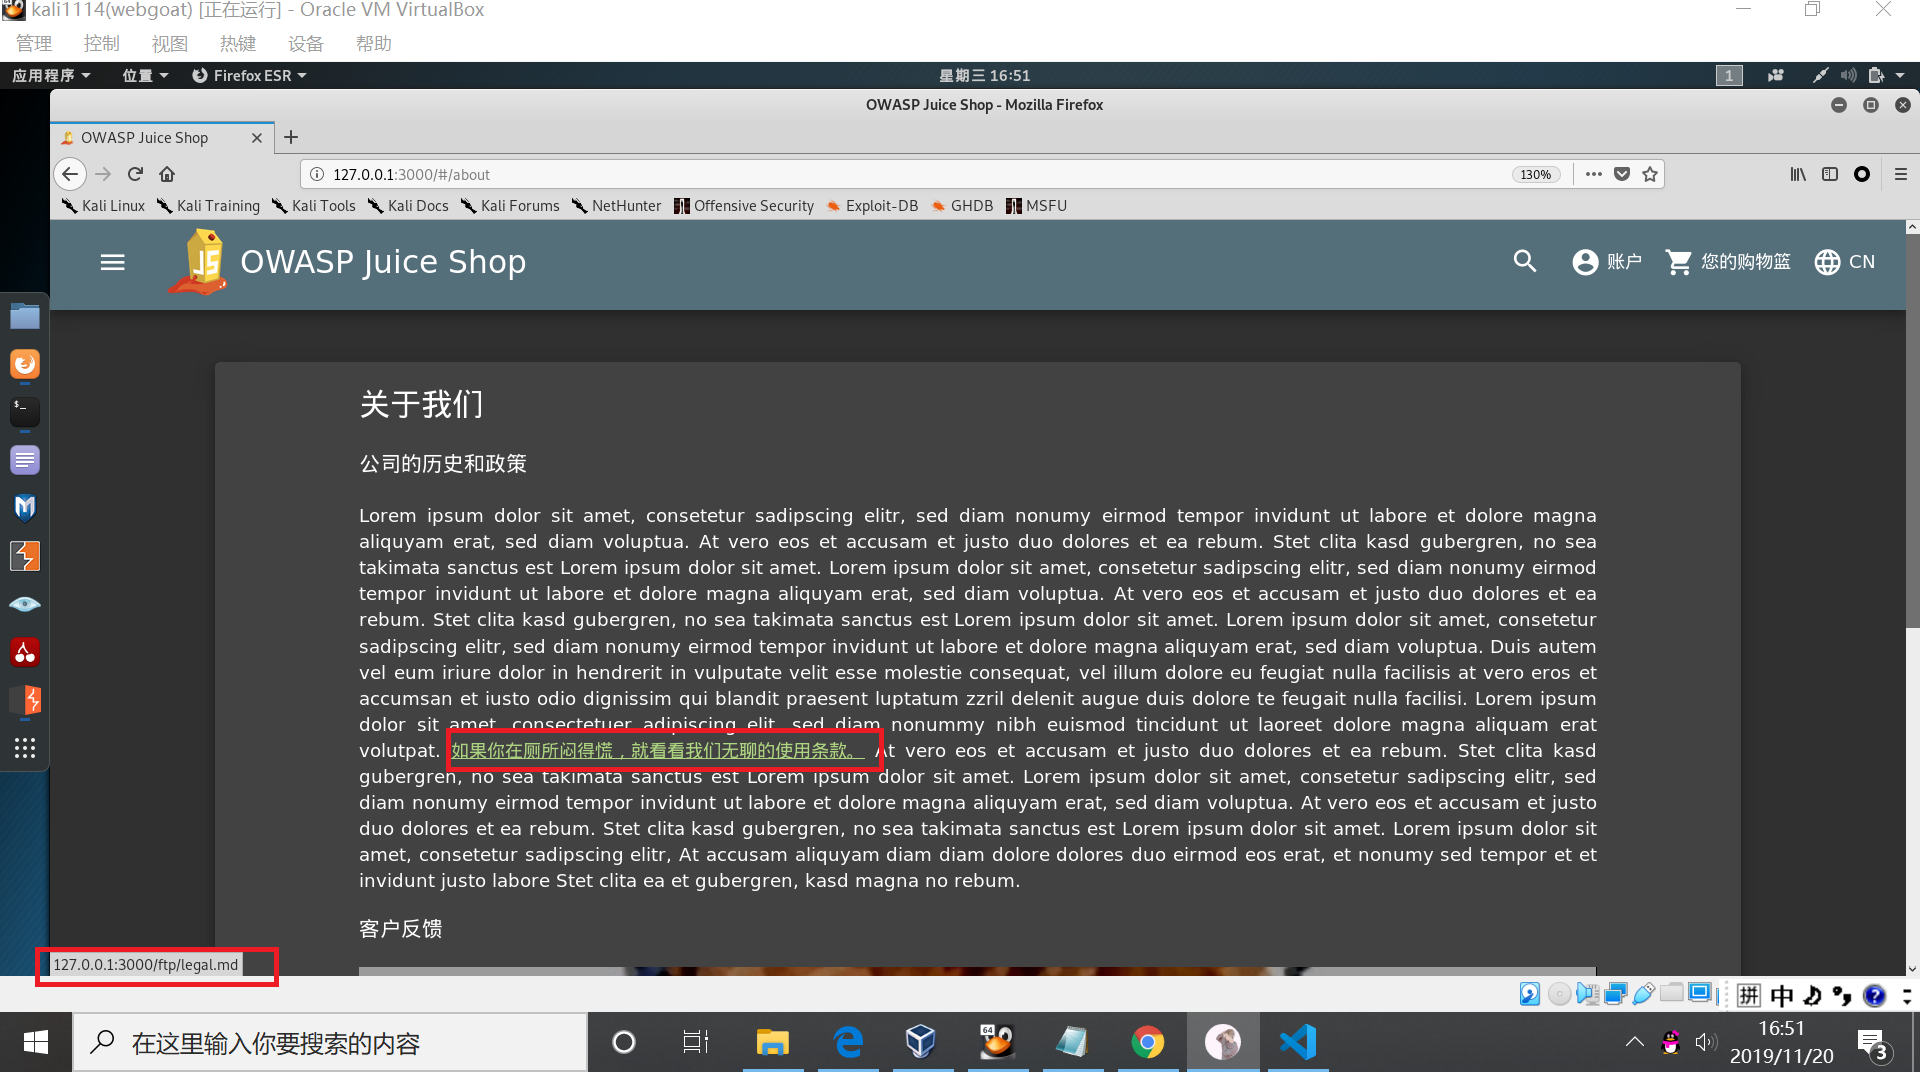 kali1114(webgoat) [正在运行] - Oracle VM VirtualBox
管理 控制 视图 热键 设备 帮助
应用程序 位置 Firefox ESR 星期三 16:51 1
OWASP Juice Shop - Mozilla Firefox
OWASP Juice Shop
127.0.0.1:3000/#/about 130%
Kali Linux Kali Training Kali Tools Kali Docs Kali Forums NetHunter Offensive Security Exploit-DB GHDB MSFU
OWASP Juice Shop 账户 您的购物篮 CN
关于我们
公司的历史和政策
Lorem ipsum dolor sit amet, consetetur sadipscing elitr, sed diam nonumy eirmod tempor invidunt ut labore et dolore magna
aliquyam erat, sed diam voluptua. At vero eos et accusam et justo duo dolores et ea rebum. Stet clita kasd gubergren, no sea
takimata sanctus est Lorem ipsum dolor sit amet. Lorem ipsum dolor sit amet, consetetur sadipscing elitr, sed diam nonumy eirmod
tempor invidunt ut labore et dolore magna aliquyam erat, sed diam voluptua. At vero eos et accusam et justo duo dolores et ea
rebum. Stet clita kasd gubergren, no sea takimata sanctus est Lorem ipsum dolor sit amet. Lorem ipsum dolor sit amet, consetetur
sadipscing elitr, sed diam nonumy eirmod tempor invidunt ut labore et dolore magna aliquyam erat, sed diam voluptua. Duis autem
vel eum iriure dolor in hendrerit in vulputate velit esse molestie consequat, vel illum dolore eu feugiat nulla facilisis at vero eros et
accumsan et iusto odio dignissim qui blandit praesent luptatum zzril delenit augue duis dolore te feugait nulla facilisi. Lorem ipsum
dolor sit amet, consectetuer adipiscing elit, sed diam nonummy nibh euismod tincidunt ut laoreet dolore magna aliquam erat
volutpat. 如果你在厕所闷得慌，就看看我们无聊的使用条款。 At vero eos et accusam et justo duo dolores et ea rebum. Stet clita kasd
gubergren, no sea takimata sanctus est Lorem ipsum dolor sit amet. Lorem ipsum dolor sit amet, consetetur sadipscing elitr, sed
diam nonumy eirmod tempor invidunt ut labore et dolore magna aliquyam erat, sed diam voluptua. At vero eos et accusam et justo
duo dolores et ea rebum. Stet clita kasd gubergren, no sea takimata sanctus est Lorem ipsum dolor sit amet. Lorem ipsum dolor sit
amet, consetetur sadipscing elitr, At accusam aliquyam diam diam dolore dolores duo eirmod eos erat, et nonumy sed tempor et et
invidunt justo labore Stet clita ea et gubergren, kasd magna no rebum.
客户反馈
127.0.0.1:3000/ftp/legal.md
拼 中
在这里输入你要搜索的内容
64
16:51
2019/11/20
3